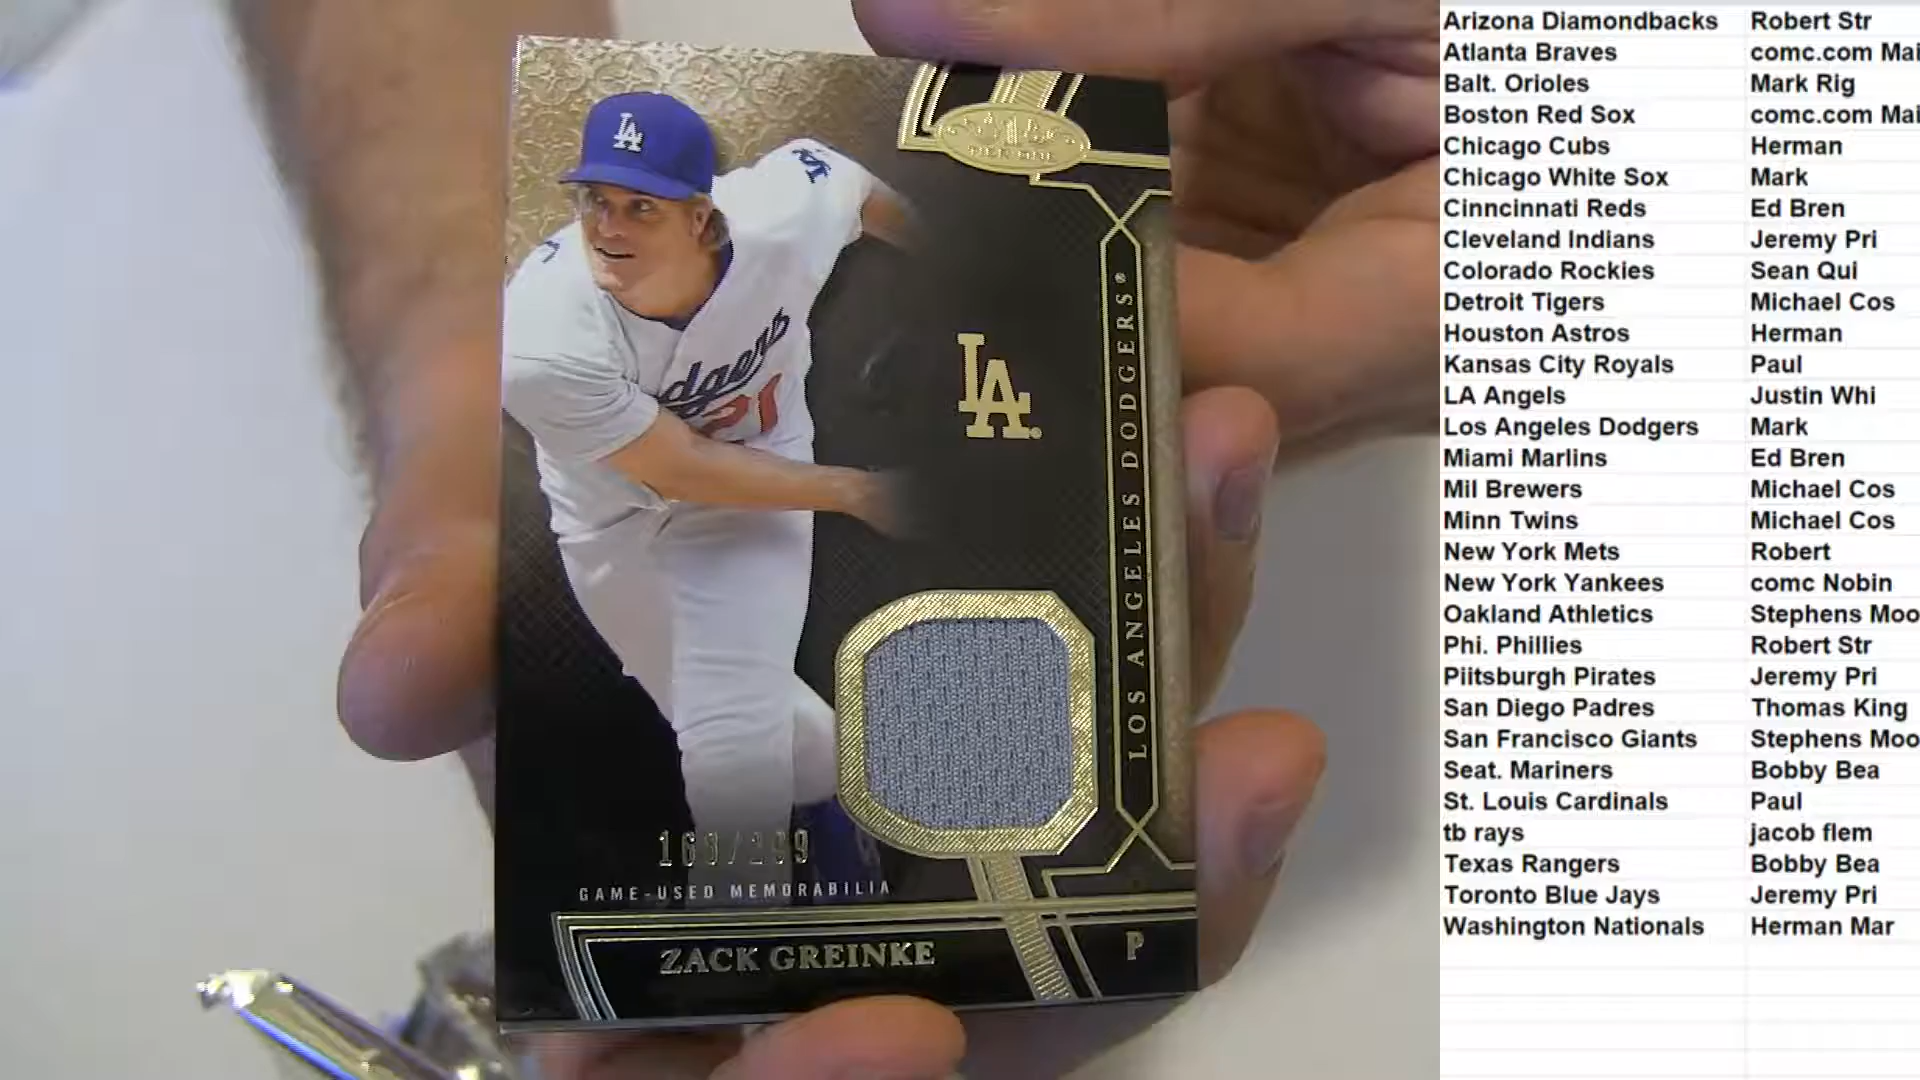 LA
Dodgers
21
LA
LOS ANGELES DODGERS®
GAME-USED MEMORABILIA
ZACK GREINKE
P
Arizona Diamondbacks Robert Str
Atlanta Braves comc.com Mai
Balt. Orioles Mark Rig
Boston Red Sox comc.com Mai
Chicago Cubs Herman
Chicago White Sox Mark
Cinncinnati Reds Ed Bren
Cleveland Indians Jeremy Pri
Colorado Rockies Sean Qui
Detroit Tigers Michael Cos
Houston Astros Herman
Kansas City Royals Paul
LA Angels Justin Whi
Los Angeles Dodgers Mark
Miami Marlins Ed Bren
Mil Brewers Michael Cos
Minn Twins Michael Cos
New York Mets Robert
New York Yankees comc Nobin
Oakland Athletics Stephens Moo
Phi. Phillies Robert Str
Piitsburgh Pirates Jeremy Pri
San Diego Padres Thomas King
San Francisco Giants Stephens Moo
Seat. Mariners Bobby Bea
St. Louis Cardinals Paul
tb rays jacob flem
Texas Rangers Bobby Bea
Toronto Blue Jays Jeremy Pri
Washington Nationals Herman Mar